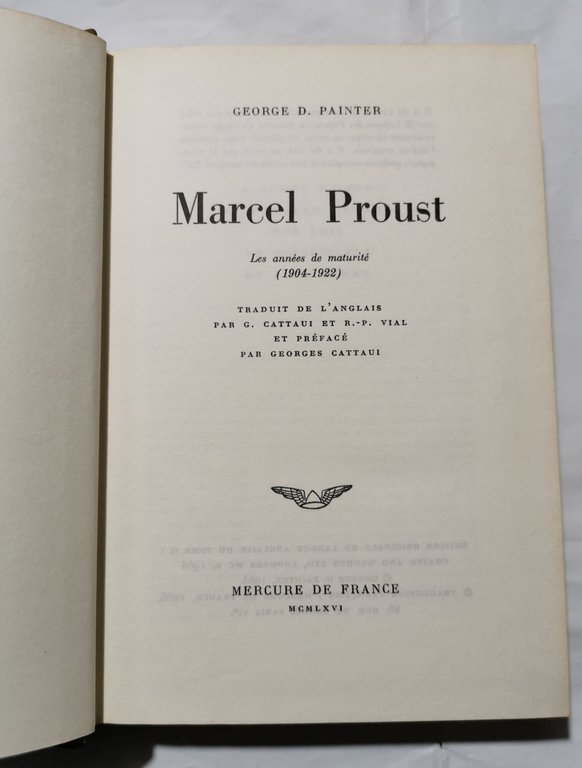 GEORGE D. PAINTER
Marcel Proust
Les années de maturité
(1904-1922)
TRADUIT DE L'ANGLAIS
PAR G. CATTAUI ET R.-P. VIAL
ET PRÉFACÉ
PAR GEORGES CATTAUI
MERCURE DE FRANCE
MCMLXVI